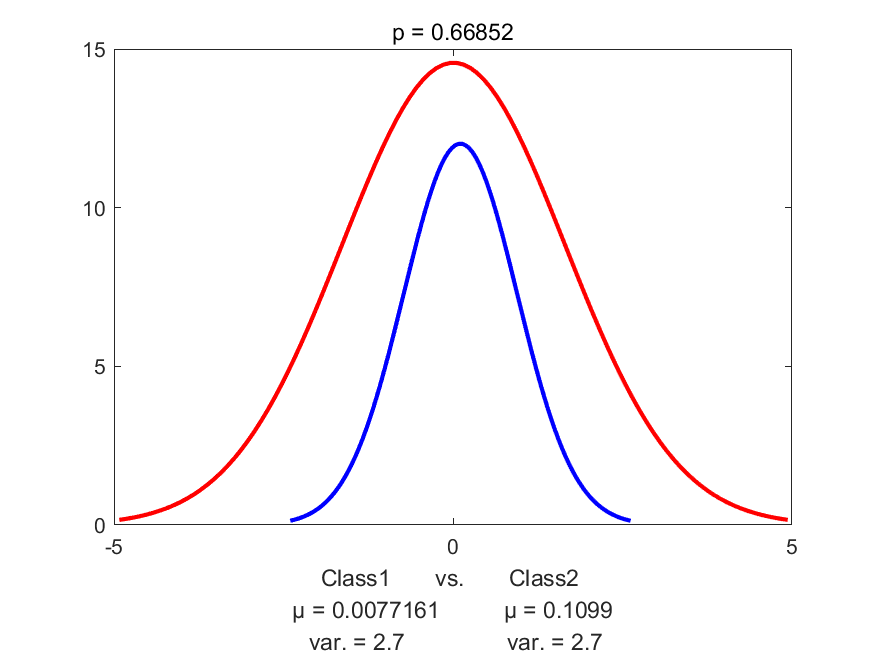 p = 0.66852
15
10
5
0
-5 0 5
Class1 vs. Class2
μ = 0.0077161 μ = 0.1099
var. = 2.7 var. = 2.7